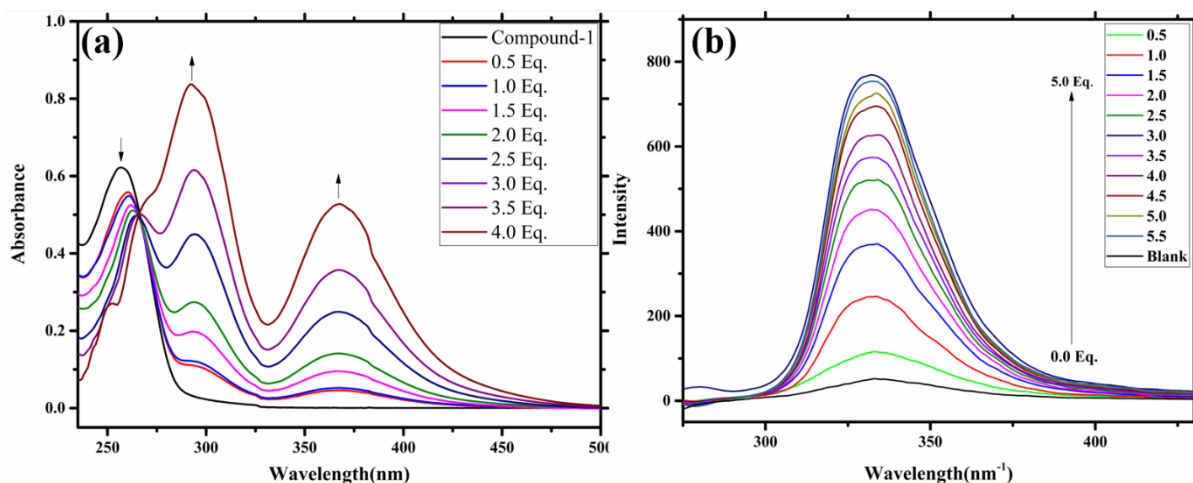 (a)
1.0
0.8
0.6
0.4
0.2
0.0
Absorbance
250
300
350
400
450
500
Wavelength(nm)
Compound-1
0.5 Eq.
1.0 Eq.
1.5 Eq.
2.0 Eq.
2.5 Eq.
3.0 Eq.
3.5 Eq.
4.0 Eq.
(b)
800
600
400
200
0
Intensity
300
350
400
Wavelength(nm⁻¹)
5.0 Eq.
0.0 Eq.
0.5
1.0
1.5
2.0
2.5
3.0
3.5
4.0
4.5
5.0
5.5
Blank